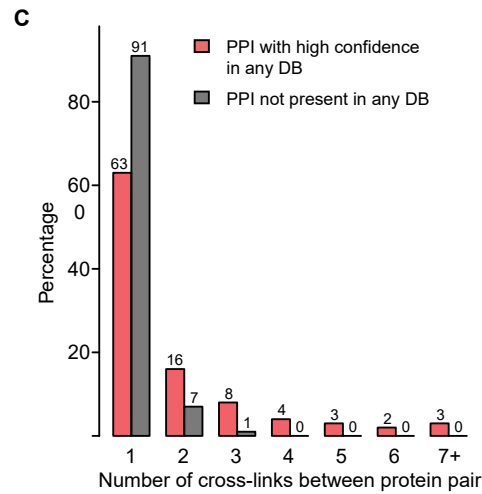 C
PPI with high confidence
in any DB
PPI not present in any DB
Percentage
80
60
0
40
20
63
91
16
7
8
1
4
0
3
0
2
0
3
0
1 2 3 4 5 6 7+
Number of cross-links between protein pair